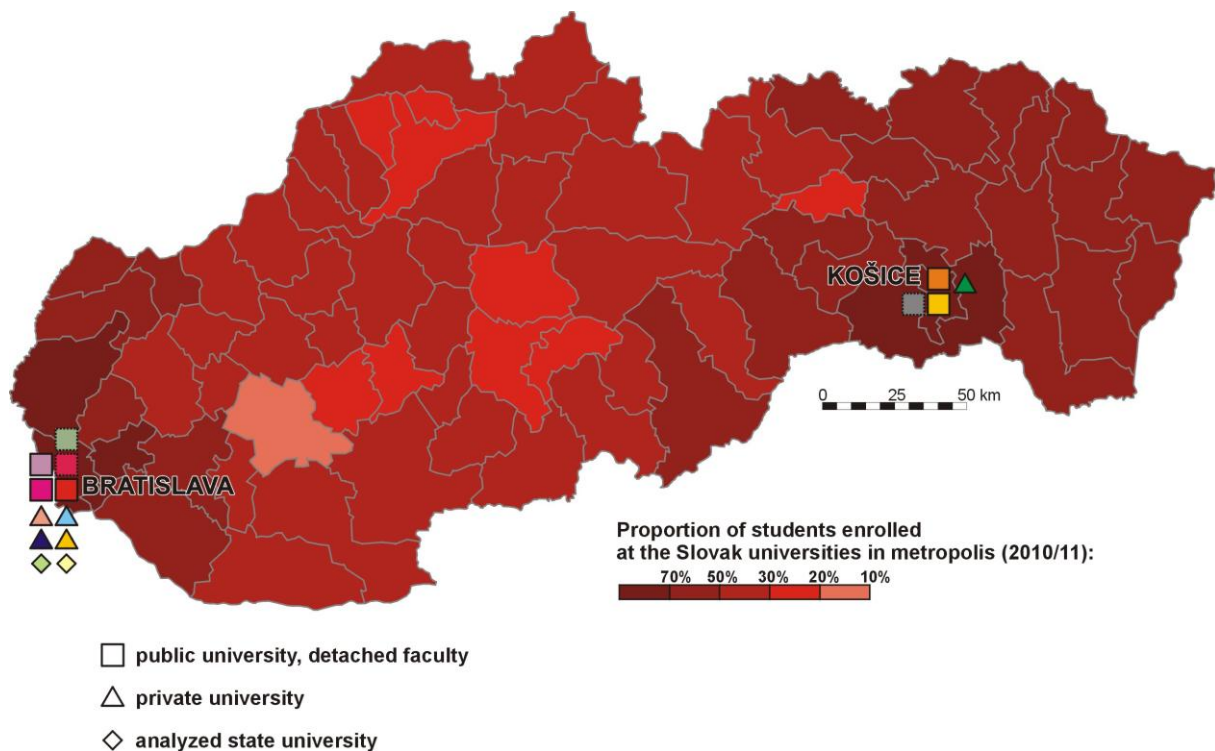 KOŠICE
0 25 50 km
BRATISLAVA
Proportion of students enrolled
at the Slovak universities in metropolis (2010/11):
70% 50% 30% 20% 10%
public university, detached faculty
private university
analyzed state university